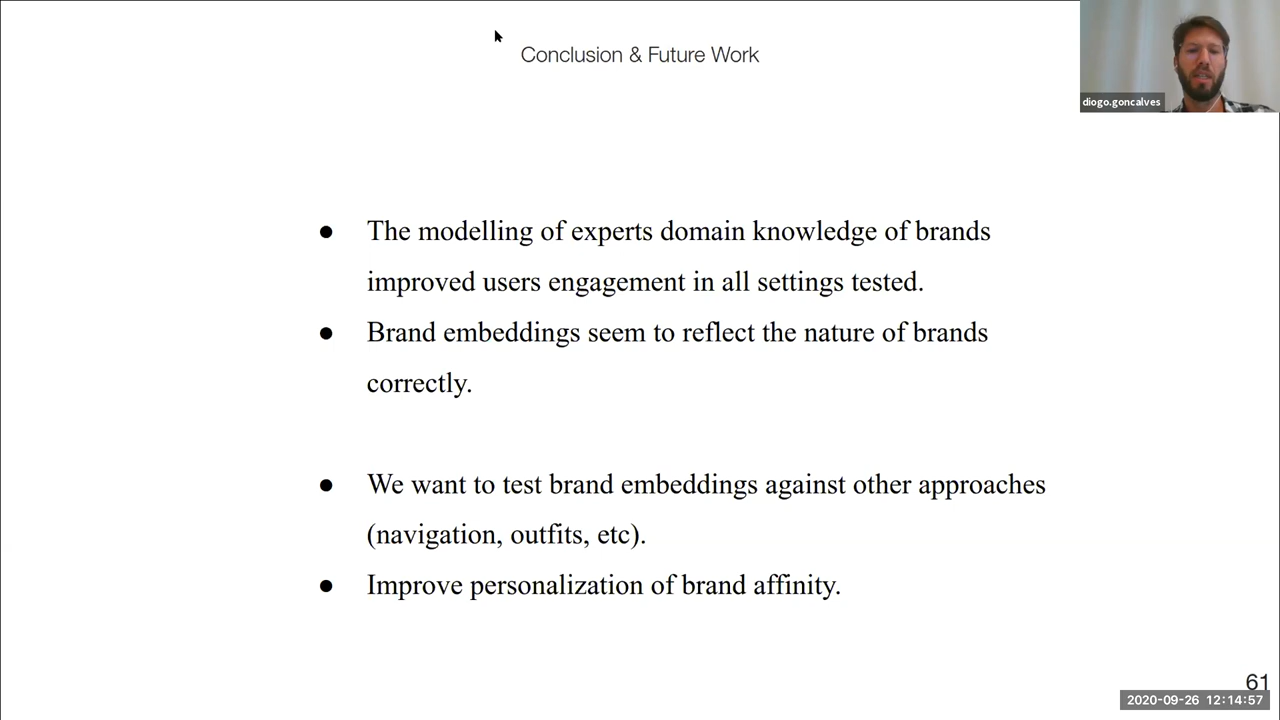 Conclusion & Future Work
diogo.goncalves
● The modelling of experts domain knowledge of brands
improved users engagement in all settings tested.
● Brand embeddings seem to reflect the nature of brands
correctly.
● We want to test brand embeddings against other approaches
(navigation, outfits, etc).
● Improve personalization of brand affinity.
61
2020-09-26 12:14:57